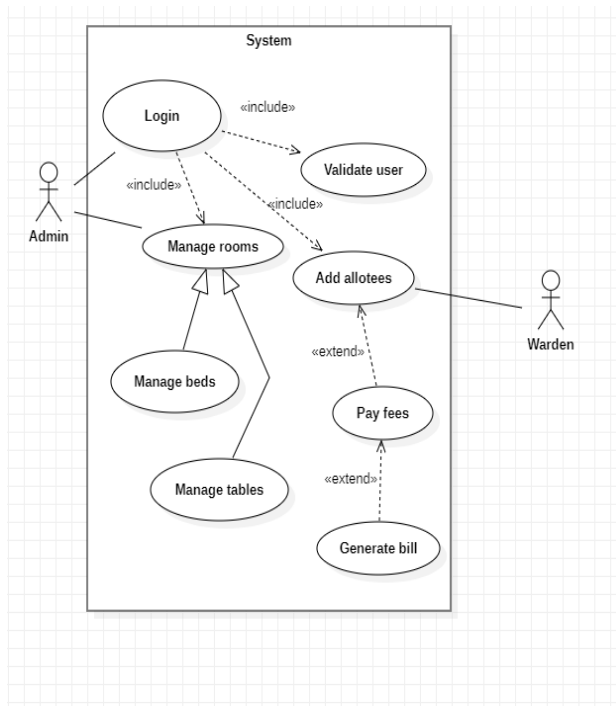 System
Login
«include»
Validate user
«include»
«include»
Admin
Manage rooms
Add allotees
Warden
«extend»
Manage beds
Pay fees
«extend»
Manage tables
Generate bill